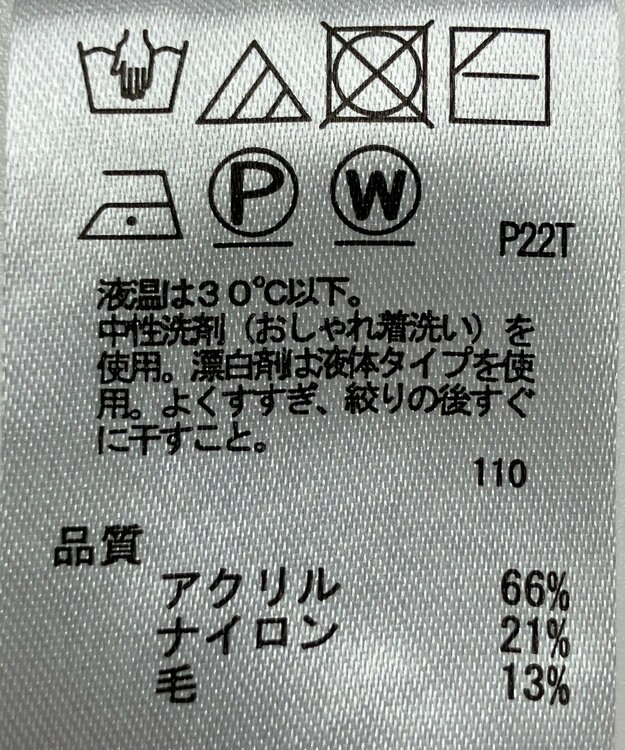 P W
P22T
液温は30℃以下。
中性洗剤（おしゃれ着洗い）を
使用。漂白剤は液体タイプを使
用。よくすすぎ、絞りの後すぐ
に干すこと。
110
品質
アクリル 66%
ナイロン 21%
毛 13%